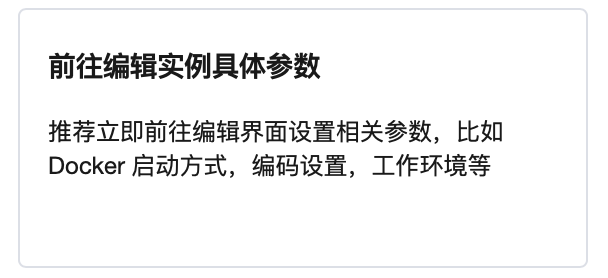 前往编辑实例具体参数
推荐立即前往编辑界面设置相关参数，比如
Docker 启动方式，编码设置，工作环境等